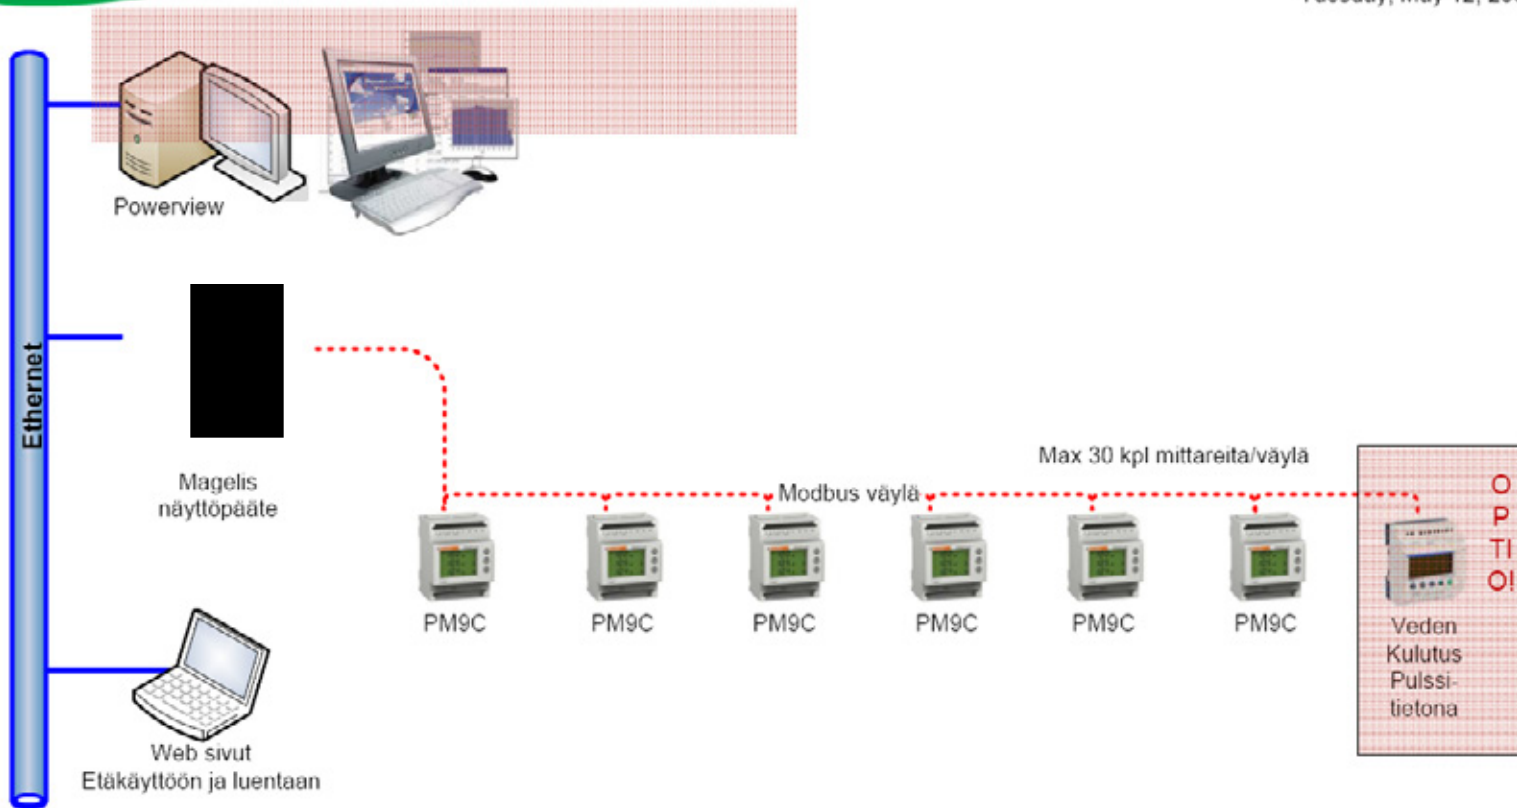 Powerview
Ethernet
Magelis
näyttöpääte
Max 30 kpl mittareita/väylä
Modbus väylä
O
P
TI
O!
PM9C
PM9C
PM9C
PM9C
PM9C
PM9C
Veden
Kulutus
Pulssi-
tietona
Web sivut
Etäkäyttöön ja luentaan